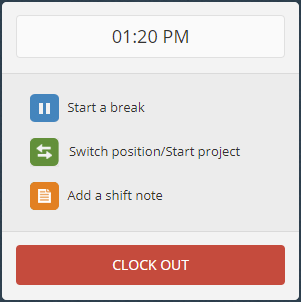 01:20 PM
Start a break
Switch position/Start project
Add a shift note
CLOCK OUT